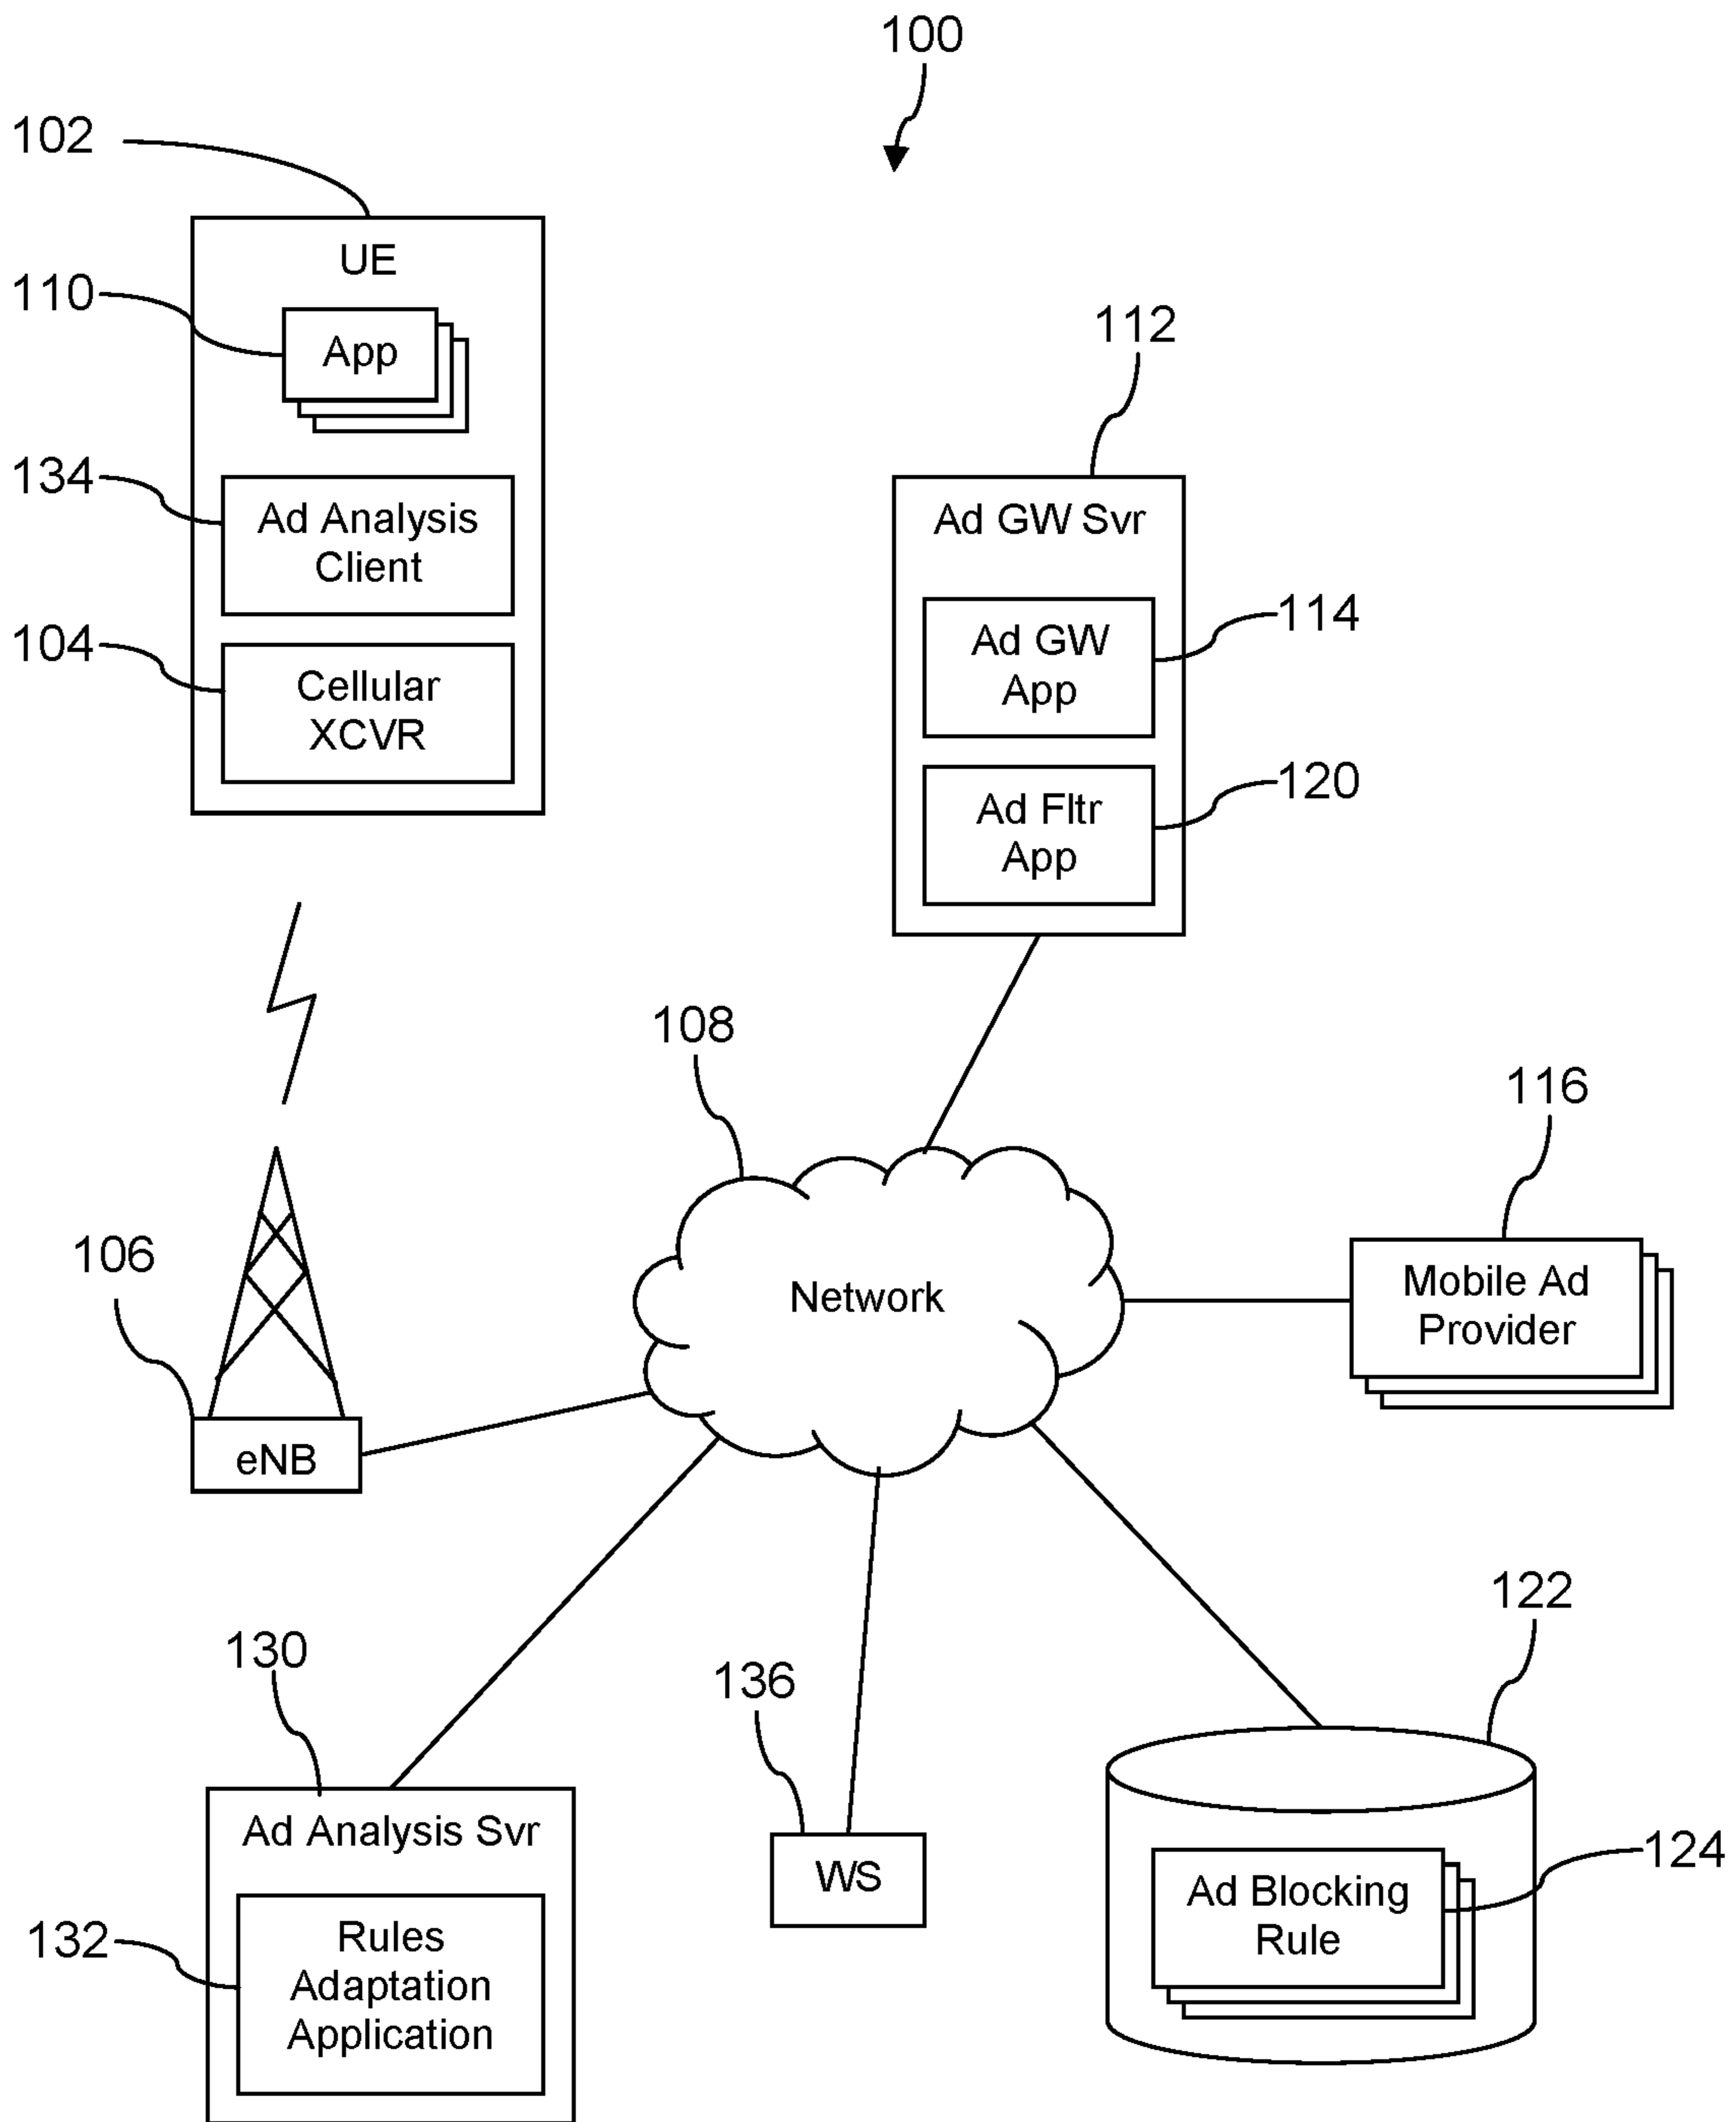 100
102
UE
110
App
112
134
Ad Analysis
Client
Ad GW Svr
104
Cellular
XCVR
Ad GW
App
114
Ad Fltr
App
120
108
116
106
Network
Mobile Ad
Provider
eNB
122
130
136
Ad Analysis Svr
WS
124
Ad Blocking
Rule
132
Rules
Adaptation
Application